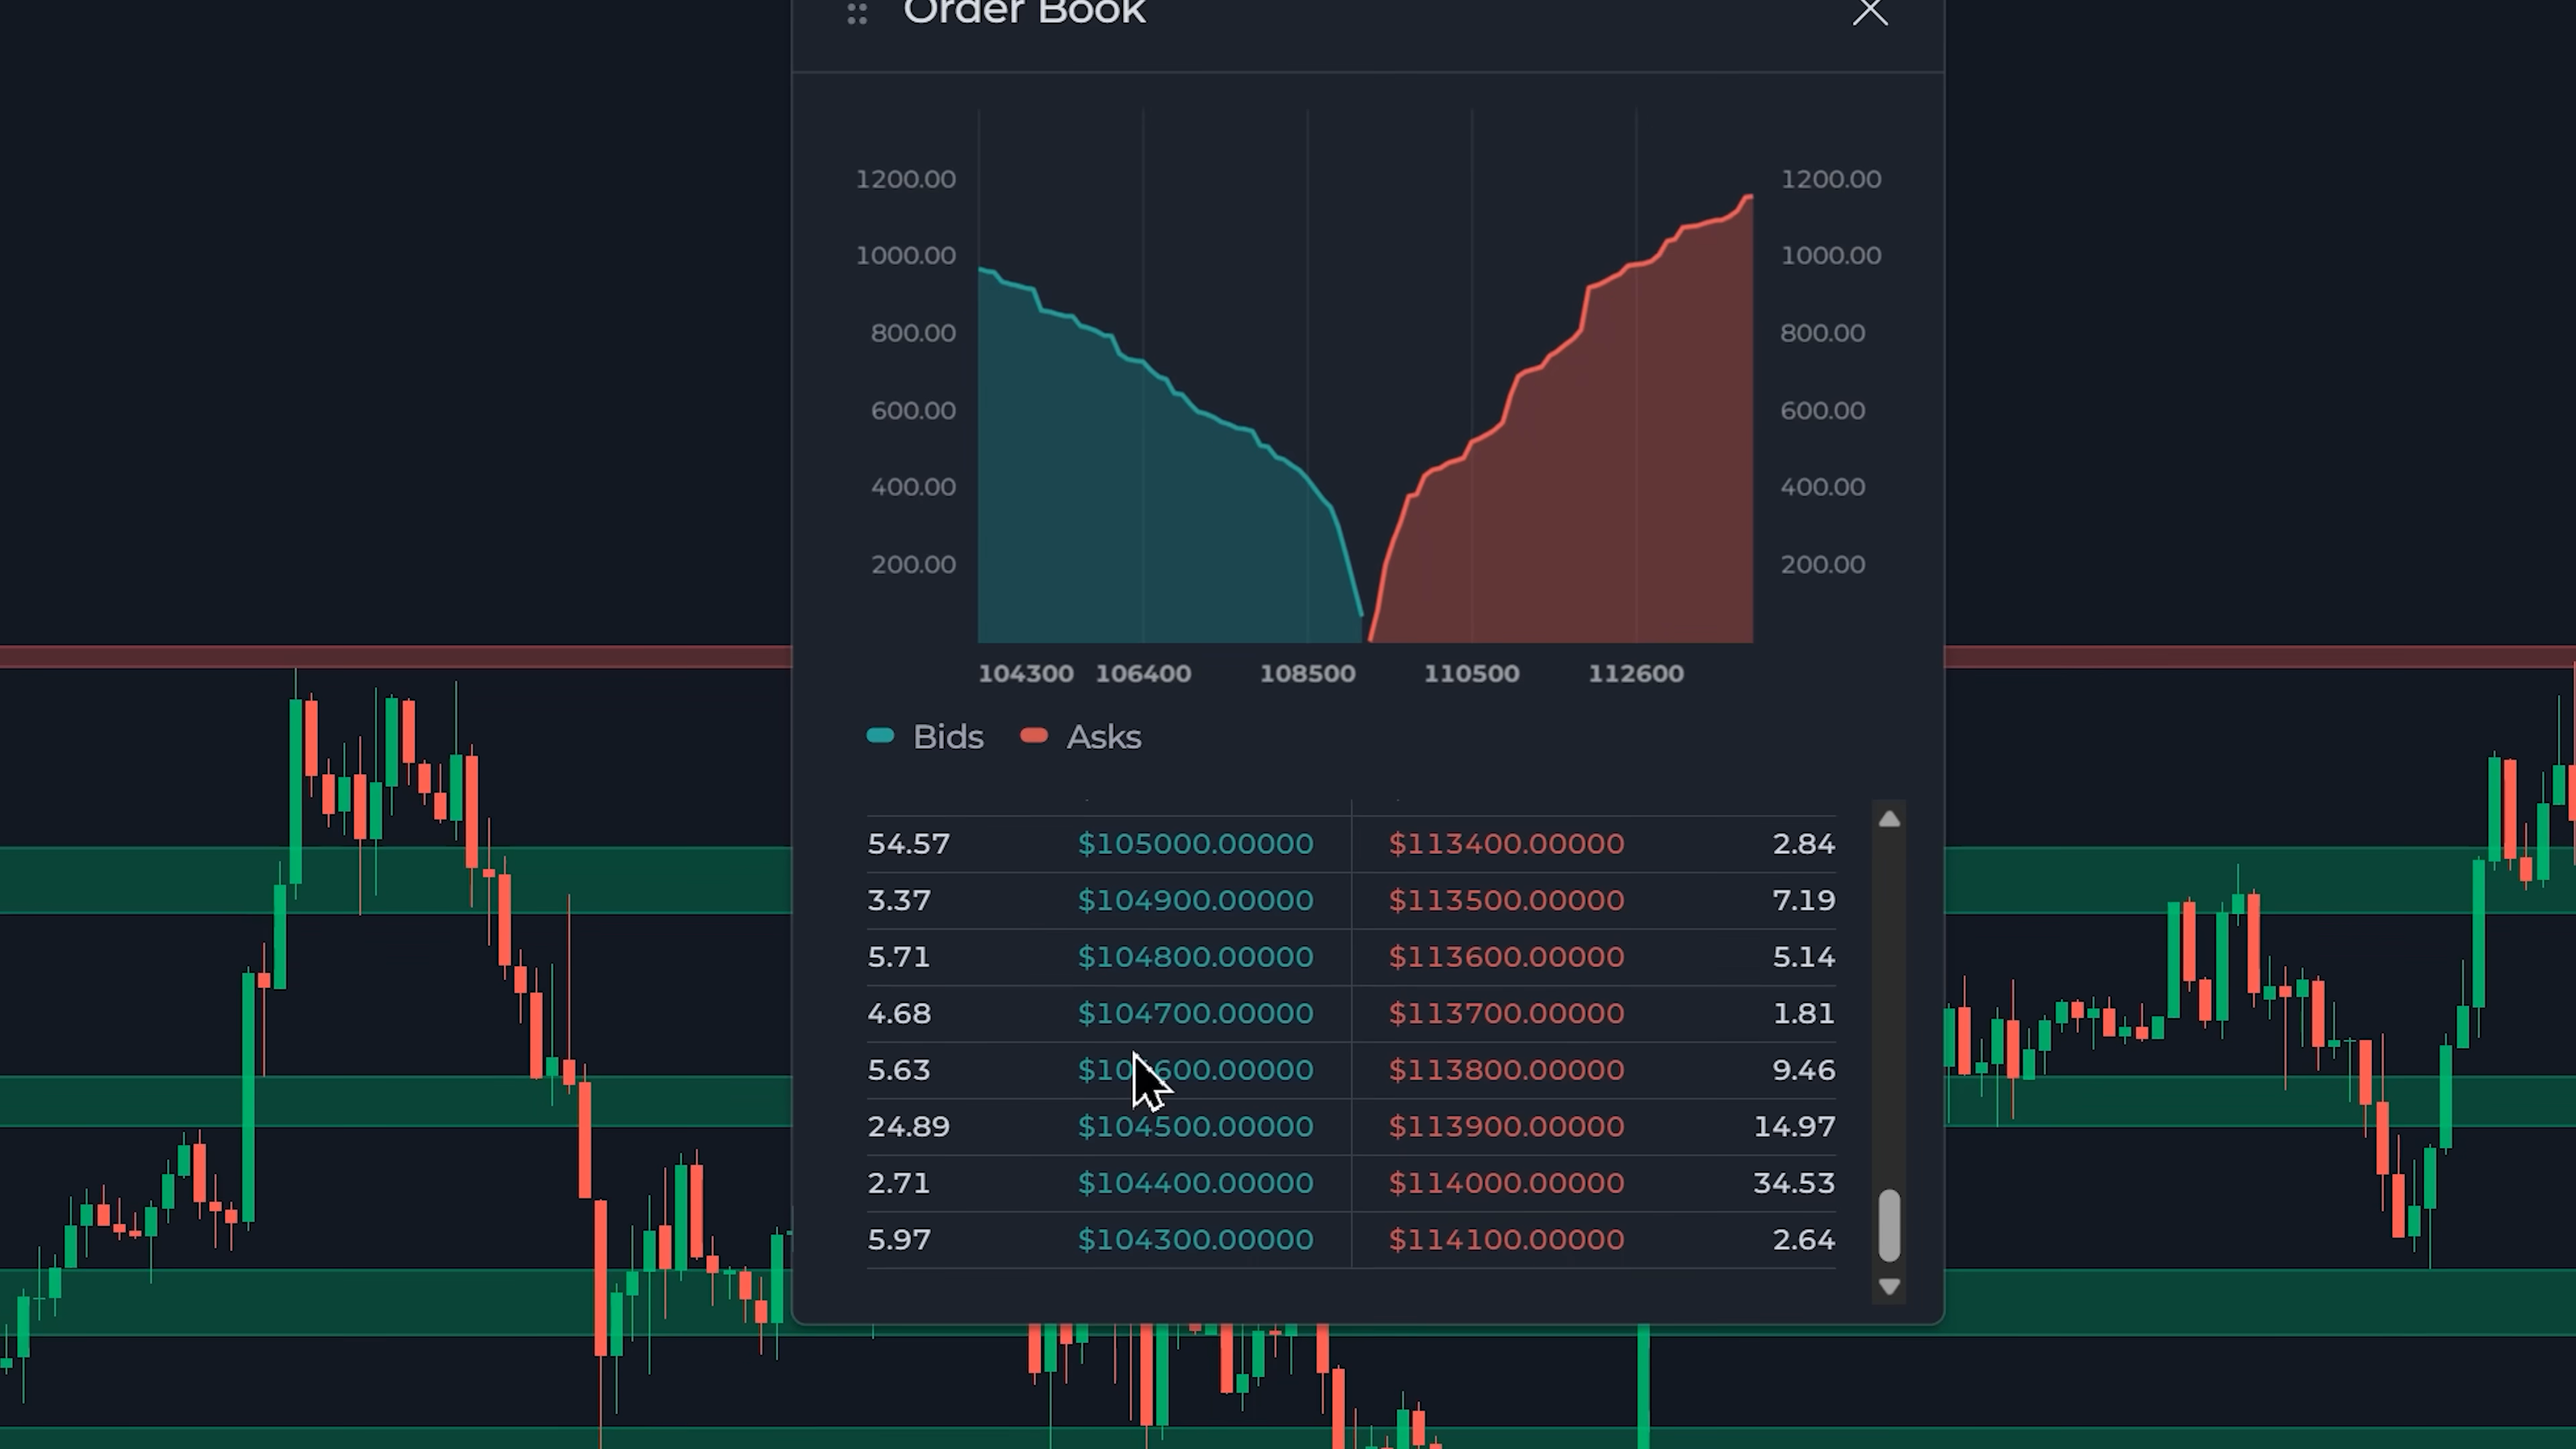 Order Book
1200.00 1200.00
1000.00 1000.00
800.00 800.00
600.00 600.00
400.00 400.00
200.00 200.00
104300 106400 108500 110500 112600
Bids Asks
54.57 $105000.00000 $113400.00000 2.84
3.37 $104900.00000 $113500.00000 7.19
5.71 $104800.00000 $113600.00000 5.14
4.68 $104700.00000 $113700.00000 1.81
5.63 $113800.00000 9.46
24.89 $104500.00000 $113900.00000 14.97
2.71 $104400.00000 $114000.00000 34.53
5.97 $104300.00000 $114100.00000 2.64